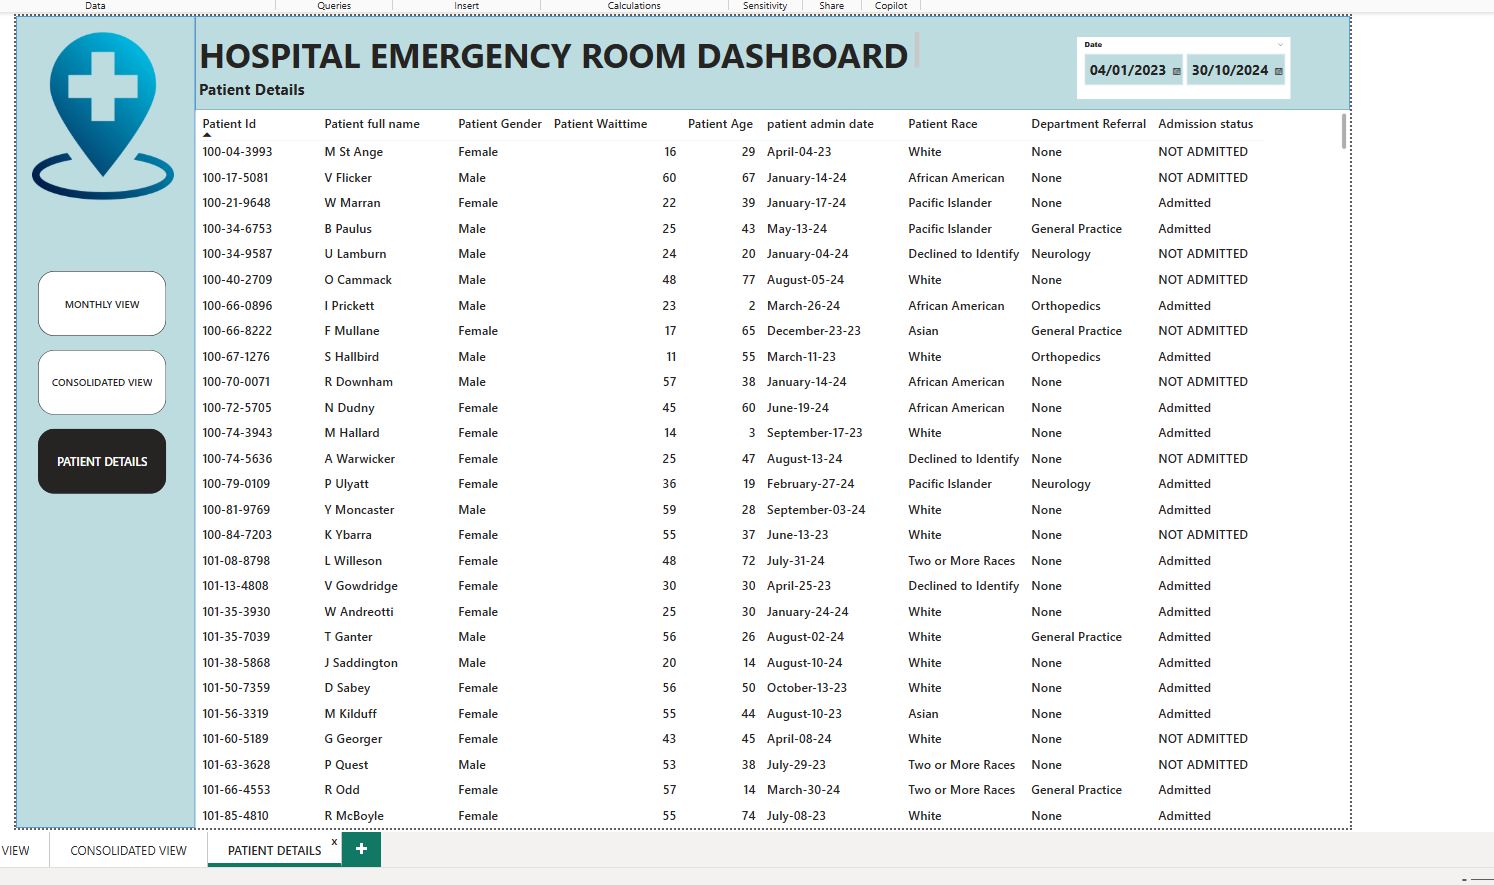 Data Queries Insert Calculations Sensitivity Share Copilot
HOSPITAL EMERGENCY ROOM DASHBOARD
Patient Details
Date
04/01/2023 30/10/2024
MONTHLY VIEW
CONSOLIDATED VIEW
PATIENT DETAILS
Patient Id Patient full name Patient Gender Patient Waittime Patient Age patient admin date Patient Race Department Referral Admission status
100-04-3993 M St Ange Female 16 29 April-04-23 White None NOT ADMITTED
100-17-5081 V Flicker Male 60 67 January-14-24 African American None NOT ADMITTED
100-21-9648 W Marran Female 22 39 January-17-24 Pacific Islander None Admitted
100-34-6753 B Paulus Male 25 43 May-13-24 Pacific Islander General Practice Admitted
100-34-9587 U Lamburn Male 24 20 January-04-24 Declined to Identify Neurology NOT ADMITTED
100-40-2709 O Cammack Male 48 77 August-05-24 White None NOT ADMITTED
100-66-0896 I Prickett Male 23 2 March-26-24 African American Orthopedics Admitted
100-66-8222 F Mullane Female 17 65 December-23-23 Asian General Practice NOT ADMITTED
100-67-1276 S Hallbird Male 11 55 March-11-23 White Orthopedics Admitted
100-70-0071 R Downham Male 57 38 January-14-24 African American None NOT ADMITTED
100-72-5705 N Dudny Female 45 60 June-19-24 African American None Admitted
100-74-3943 M Hallard Female 14 3 September-17-23 White None Admitted
100-74-5636 A Warwicker Female 25 47 August-13-24 Declined to Identify None NOT ADMITTED
100-79-0109 P Ulyatt Female 36 19 February-27-24 Pacific Islander Neurology Admitted
100-81-9769 Y Moncaster Male 59 28 September-03-24 White None Admitted
100-84-7203 K Ybarra Female 55 37 June-13-23 White None NOT ADMITTED
101-08-8798 L Willeson Female 48 72 July-31-24 Two or More Races None Admitted
101-13-4808 V Gowdridge Female 30 30 April-25-23 Declined to Identify None Admitted
101-35-3930 W Andreotti Female 25 30 January-24-24 White None Admitted
101-35-7039 T Ganter Male 56 26 August-02-24 White General Practice Admitted
101-38-5868 J Saddington Male 20 14 August-10-24 White None Admitted
101-50-7359 D Sabey Female 56 50 October-13-23 White None Admitted
101-56-3319 M Kilduff Female 55 44 August-10-23 Asian None Admitted
101-60-5189 G Georger Female 43 45 April-08-24 White None NOT ADMITTED
101-63-3628 P Quest Male 53 38 July-29-23 Two or More Races None NOT ADMITTED
101-66-4553 R Odd Female 57 14 March-30-24 Two or More Races General Practice Admitted
101-85-4810 R McBoyle Female 55 74 July-08-23 White None Admitted
VIEW CONSOLIDATED VIEW PATIENT DETAILS x +